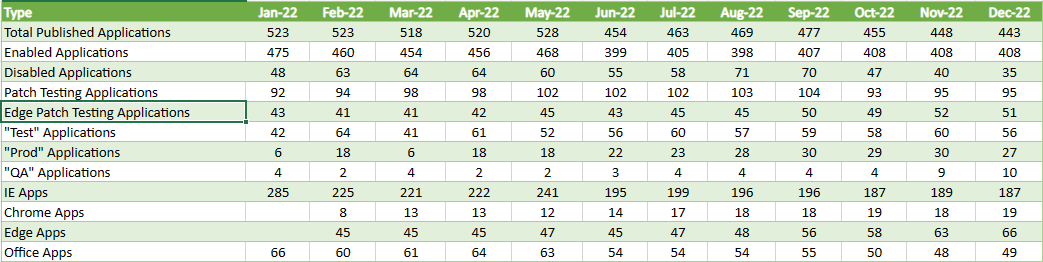 Type Jan-22 Feb-22 Mar-22 Apr-22 May-22 Jun-22 Jul-22 Aug-22 Sep-22 Oct-22 Nov-22 Dec-22
Total Published Applications 523 523 518 520 528 454 463 469 477 455 448 443
Enabled Applications 475 460 454 456 468 399 405 398 407 408 408 408
Disabled Applications 48 63 64 64 60 55 58 71 70 47 40 35
Patch Testing Applications 92 94 98 98 102 102 102 103 104 93 95 95
Edge Patch Testing Applications 43 41 41 42 45 43 45 45 50 49 52 51
"Test" Applications 42 64 41 61 52 56 60 57 59 58 60 56
"Prod" Applications 6 18 6 18 18 22 23 28 30 29 30 27
"QA" Applications 4 2 4 2 2 3 4 4 4 4 9 10
IE Apps 285 225 221 222 241 195 199 196 196 187 189 187
Chrome Apps 8 13 13 12 14 17 18 18 19 18 19
Edge Apps 45 45 45 47 45 47 48 56 58 63 66
Office Apps 66 60 61 64 63 54 54 54 55 50 48 49